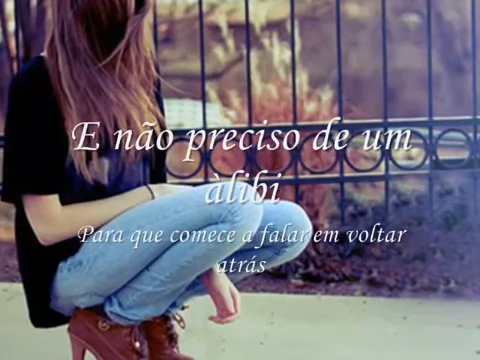 E não preciso de um
àlibi
Para que comece a falar em voltar
atrás